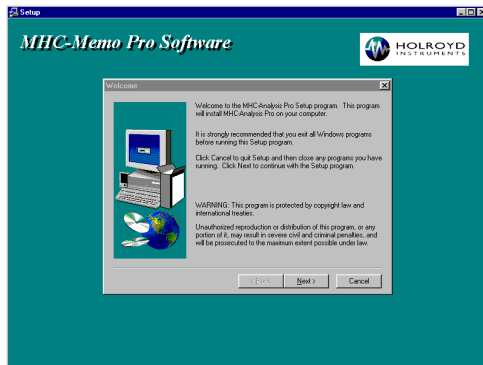 Setup
MHC-Memo Pro Software
HOLROYD
INSTRUMENTS
Welcome
Welcome to the MHC-Analysis Pro Setup program. This program
will install MHC-Analysis Pro on your computer.
It is strongly recommended that you exit all Windows programs
before running this Setup program.
Click Cancel to quit Setup and then close any programs you have
running. Click Next to continue with the Setup program.
WARNING: This program is protected by copyright law and
international treaties.
Unauthorized reproduction or distribution of this program, or any
portion of it, may result in severe civil and criminal penalties, and
will be prosecuted to the maximum extent possible under law.
< Back Next > Cancel